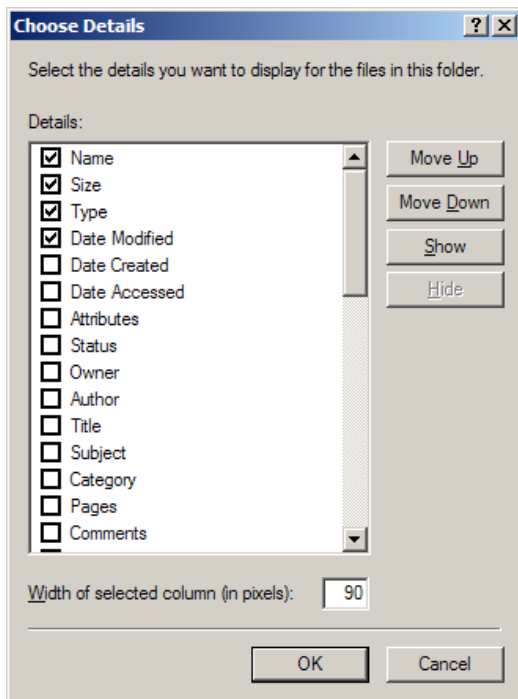 Choose Details
Select the details you want to display for the files in this folder.
Details:
Name
Size
Type
Date Modified
Date Created
Date Accessed
Attributes
Status
Owner
Author
Title
Subject
Category
Pages
Comments
Move Up
Move Down
Show
Hide
Width of selected column (in pixels): 90
OK Cancel